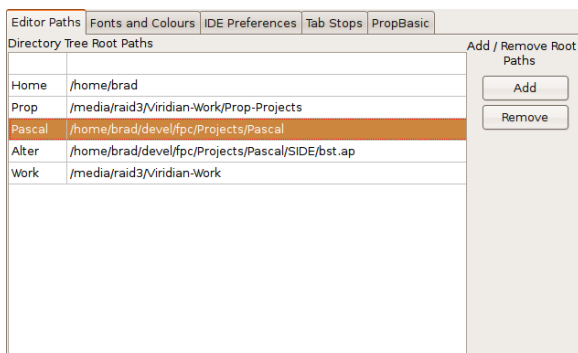 Editor Paths Fonts and Colours IDE Preferences Tab Stops PropBasic
Directory Tree Root Paths
Add / Remove Root
Paths
Home /home/brad
Add
Prop /media/raid3/Viridian-Work/Prop-Projects
Remove
Pascal /home/brad/devel/fpc/Projects/Pascal
Alter /home/brad/devel/fpc/Projects/Pascal/SIDE/bst.ap
Work /media/raid3/Viridian-Work